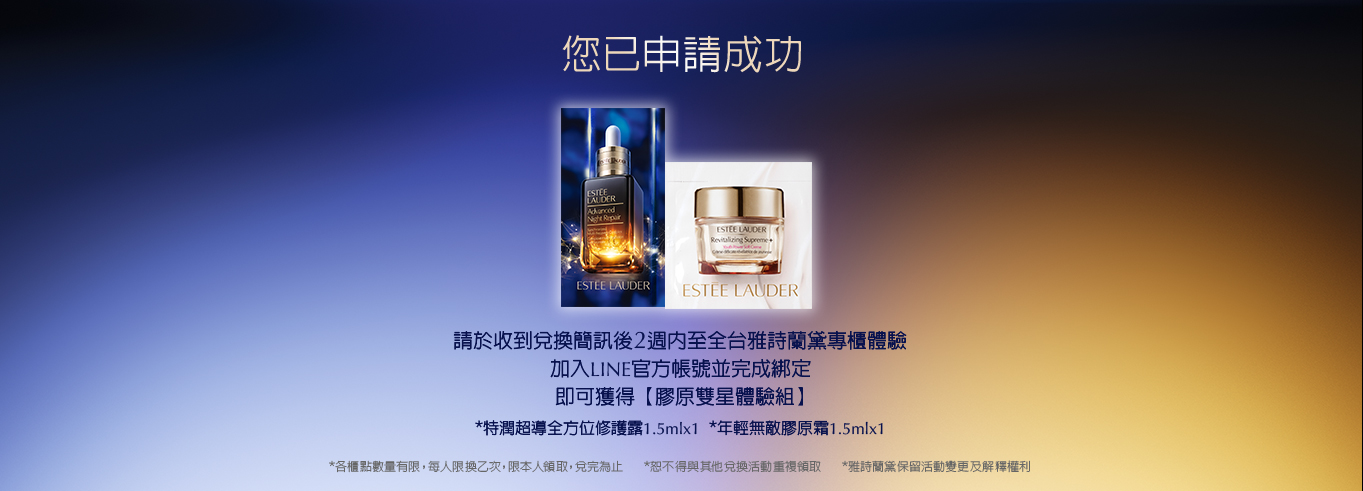 您已申請成功
ESTĒE
LAUDER
Advanced
Night Repair
ESTĒE LAUDER
ESTĒE LAUDER
Revitalizing Supreme+
ESTĒE LAUDER
請於收到兌換簡訊後2週内至全台雅詩蘭黛專櫃體驗
加入LINE官方帳號並完成綁定
即可獲得【膠原雙星體驗組】
*特潤超導全方位修護露1.5mlx1 *年輕無敵膠原霜1.5mlx1
*各櫃點數量有限，每人限換乙次，限本人領取，兌完為止 *恕不得與其他兌換活動重複領取 *雅詩蘭黛保留活動變更及解釋權利